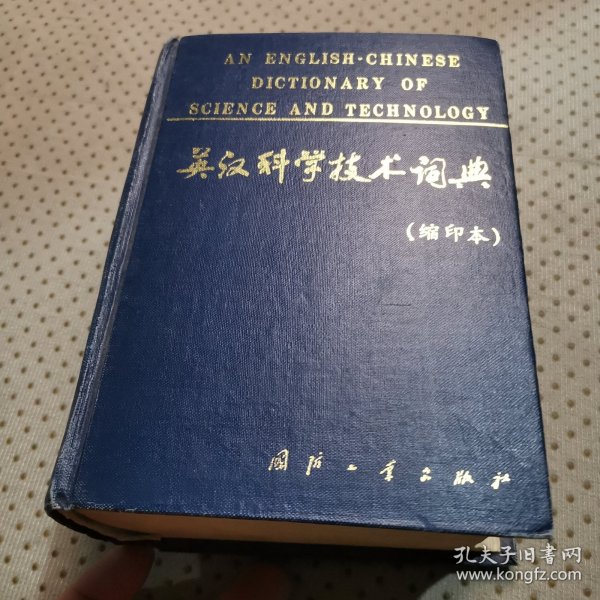 AN ENGLISH-CHINESE
DICTIONARY OF
SCIENCE AND TECHNOLOGY
英汉科学技术词典
(缩印本)
国防工业出版社
孔夫子旧书网
www.kongfz.com